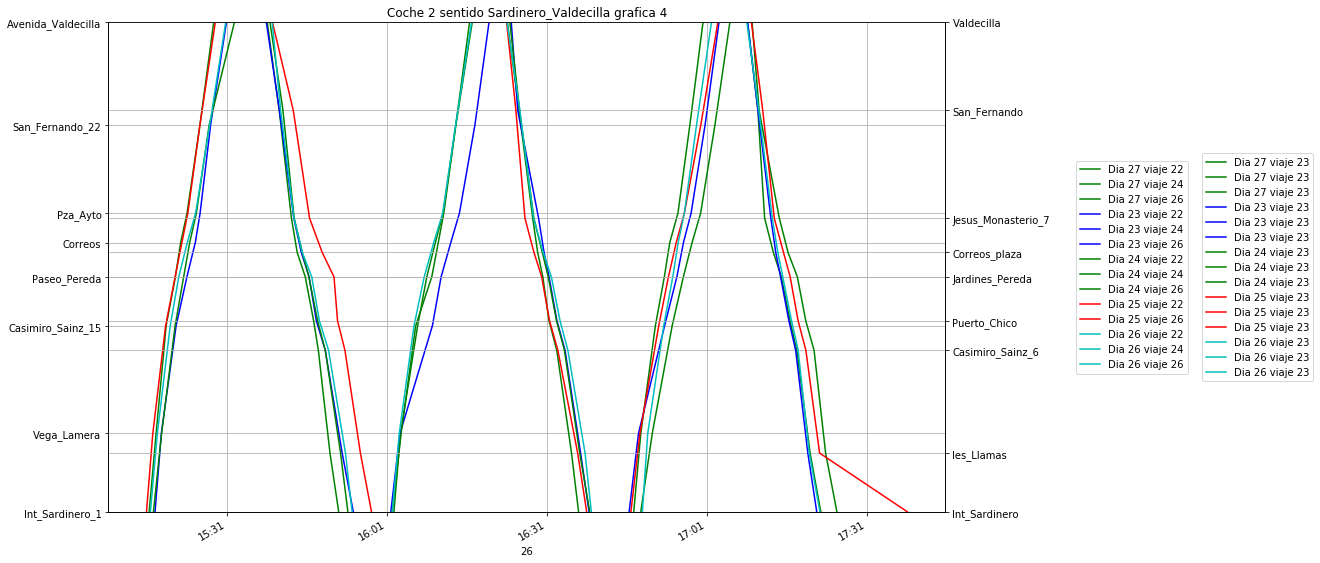 Coche 2 sentido Sardinero_Valdecilla grafica 4
Avenida_Valdecilla
San_Fernando_22
Pza_Ayto
Correos
Paseo_Pereda
Casimiro_Sainz_15
Vega_Lamera
Int_Sardinero_1
Valdecilla
San_Fernando
Jesus_Monasterio_7
Correos_plaza
Jardines_Pereda
Puerto_Chico
Casimiro_Sainz_6
Ies_Llamas
Int_Sardinero
15:31
16:01
16:31
17:01
17:31
26
Dia 27 viaje 22
Dia 27 viaje 24
Dia 27 viaje 26
Dia 23 viaje 22
Dia 23 viaje 24
Dia 23 viaje 26
Dia 24 viaje 22
Dia 24 viaje 24
Dia 24 viaje 26
Dia 25 viaje 22
Dia 25 viaje 26
Dia 26 viaje 22
Dia 26 viaje 24
Dia 26 viaje 26
Dia 27 viaje 23
Dia 27 viaje 23
Dia 27 viaje 23
Dia 23 viaje 23
Dia 23 viaje 23
Dia 23 viaje 23
Dia 24 viaje 23
Dia 24 viaje 23
Dia 24 viaje 23
Dia 25 viaje 23
Dia 25 viaje 23
Dia 25 viaje 23
Dia 26 viaje 23
Dia 26 viaje 23
Dia 26 viaje 23